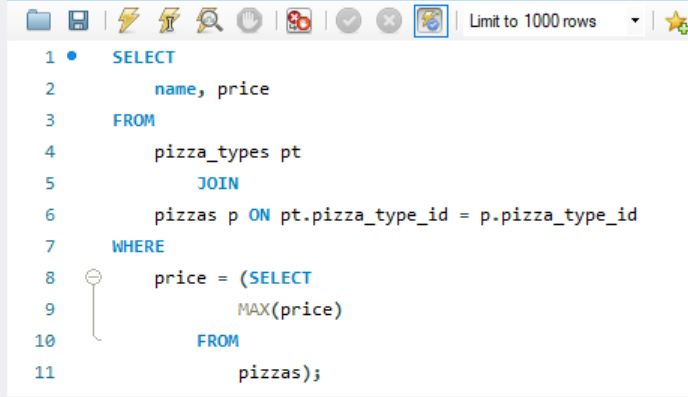 Limit to 1000 rows
1 SELECT
2 name, price
3 FROM
4 pizza_types pt
5 JOIN
6 pizzas p ON pt.pizza_type_id = p.pizza_type_id
7 WHERE
8 price = (SELECT
9 MAX(price)
10 FROM
11 pizzas);